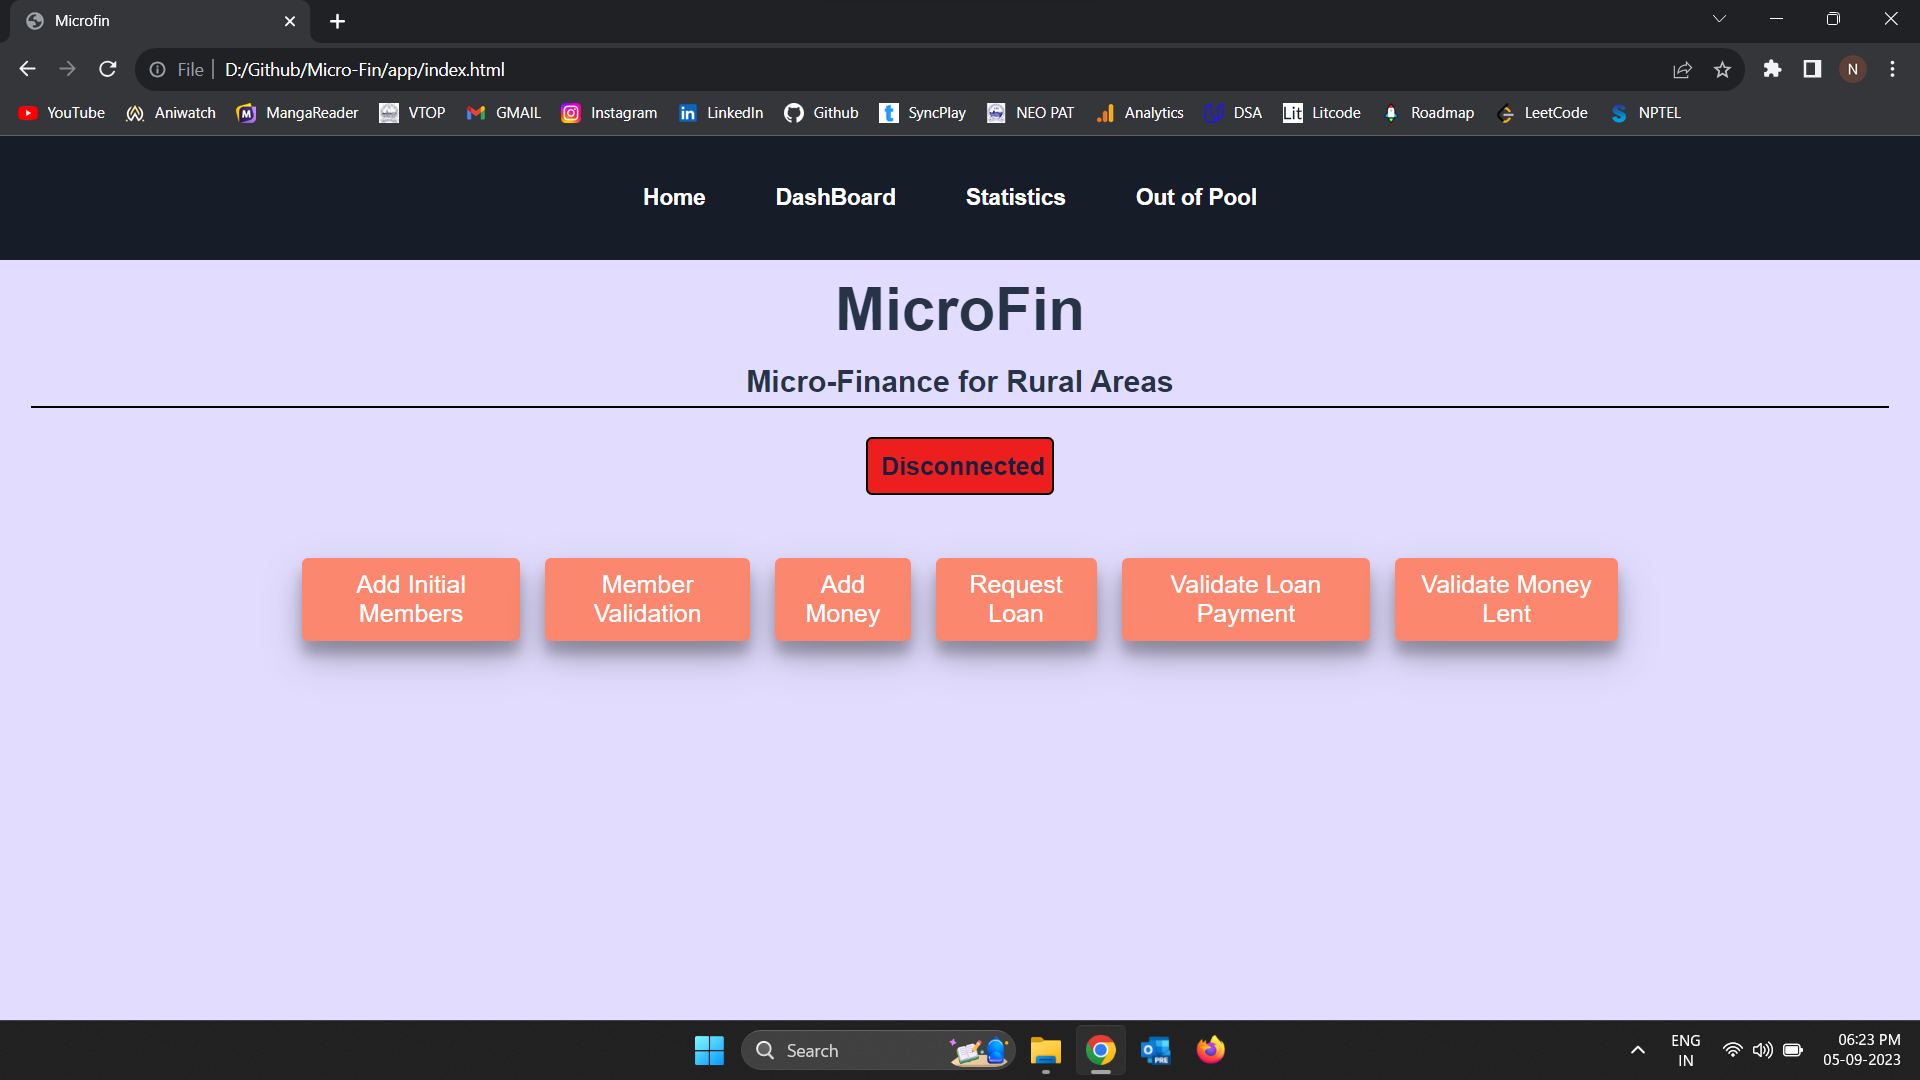 Microfin
File
D:/Github/Micro-Fin/app/index.html
N
YouTube
Aniwatch
MangaReader
VTOP
GMAIL
Instagram
LinkedIn
Github
SyncPlay
NEO PAT
Analytics
DSA
Lit
Litcode
Roadmap
LeetCode
NPTEL
Home
DashBoard
Statistics
Out of Pool
MicroFin
Micro-Finance for Rural Areas
Disconnected
Add Initial
Members
Member
Validation
Add
Money
Request
Loan
Validate Loan
Payment
Validate Money
Lent
Search
PRE
ENG
IN
06:23 PM
05-09-2023